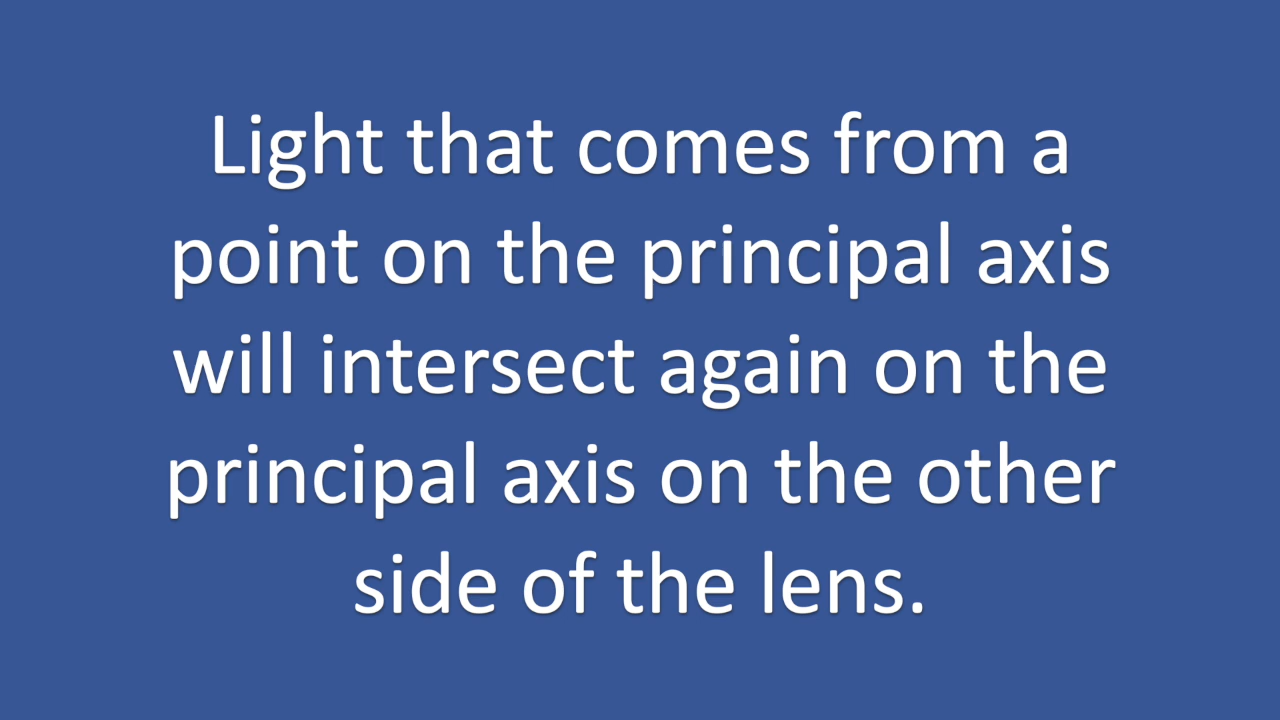 Light that comes from a
point on the principal axis
will intersect again on the
principal axis on the other
side of the lens.